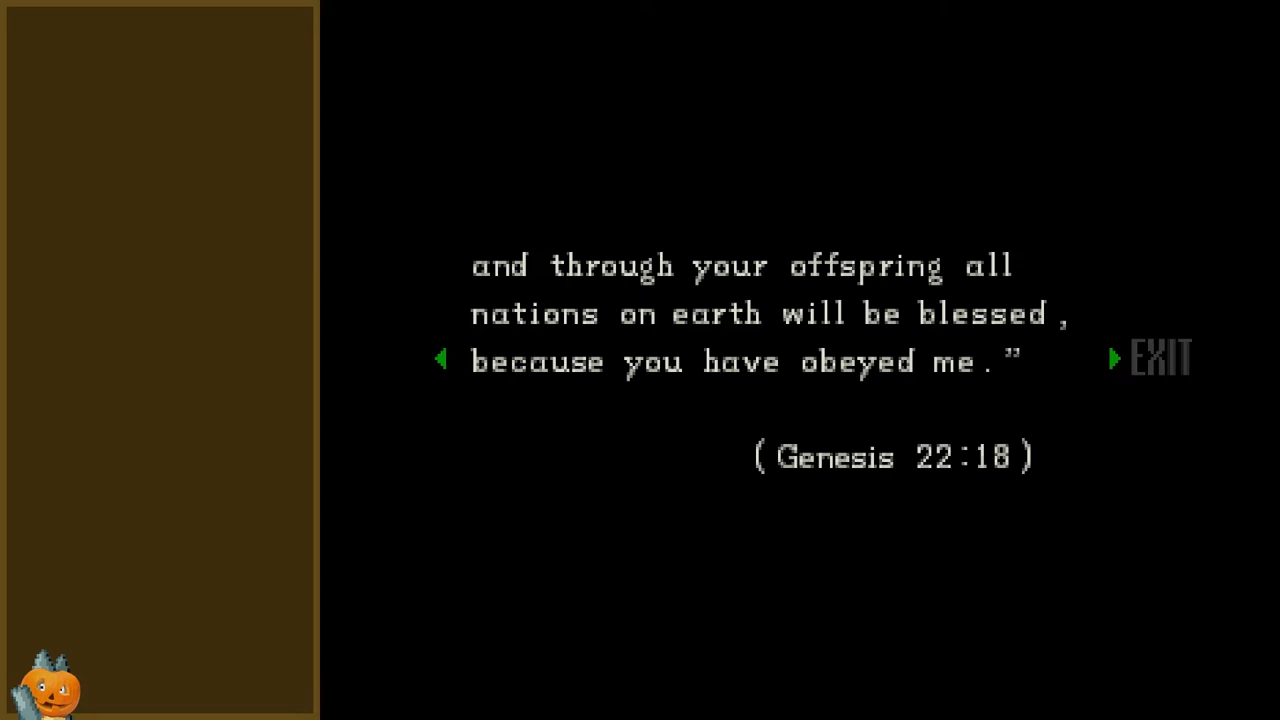 and through your offspring all
nations on earth will be blessed,
because you have obeyed me.”
EXIT
(Genesis 22:18)